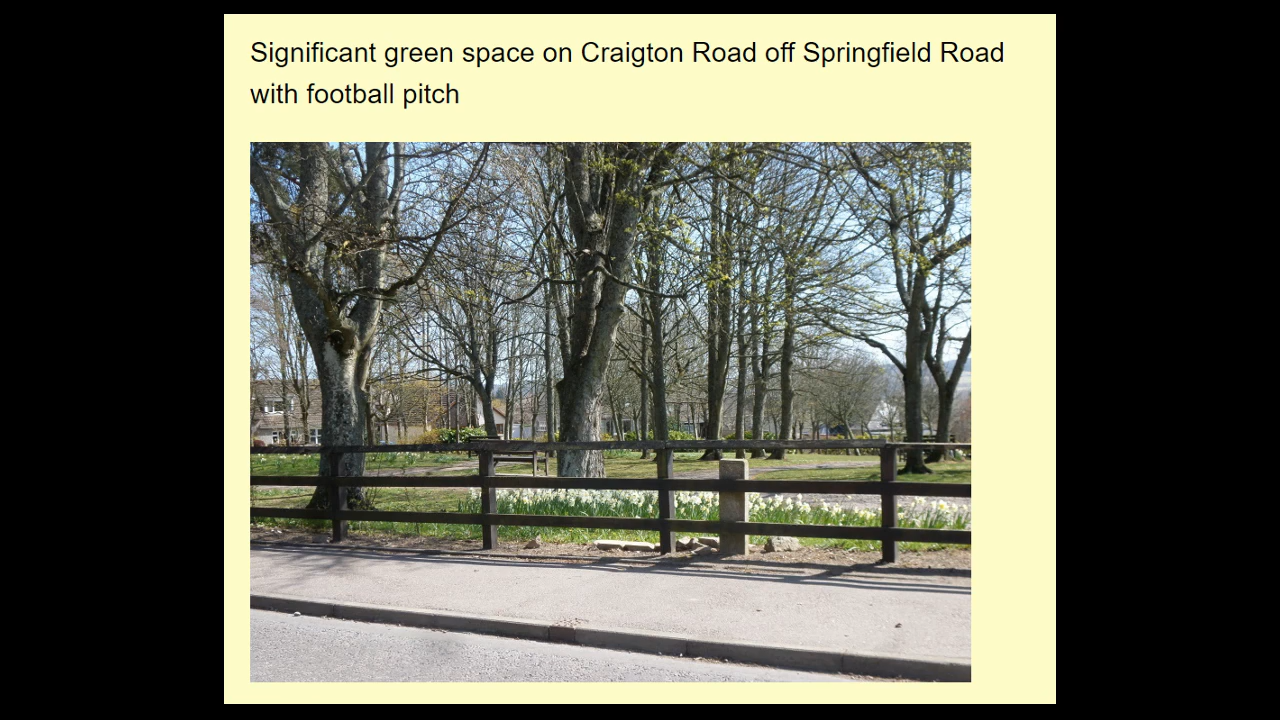 Significant green space on Craigton Road off Springfield Road
with football pitch